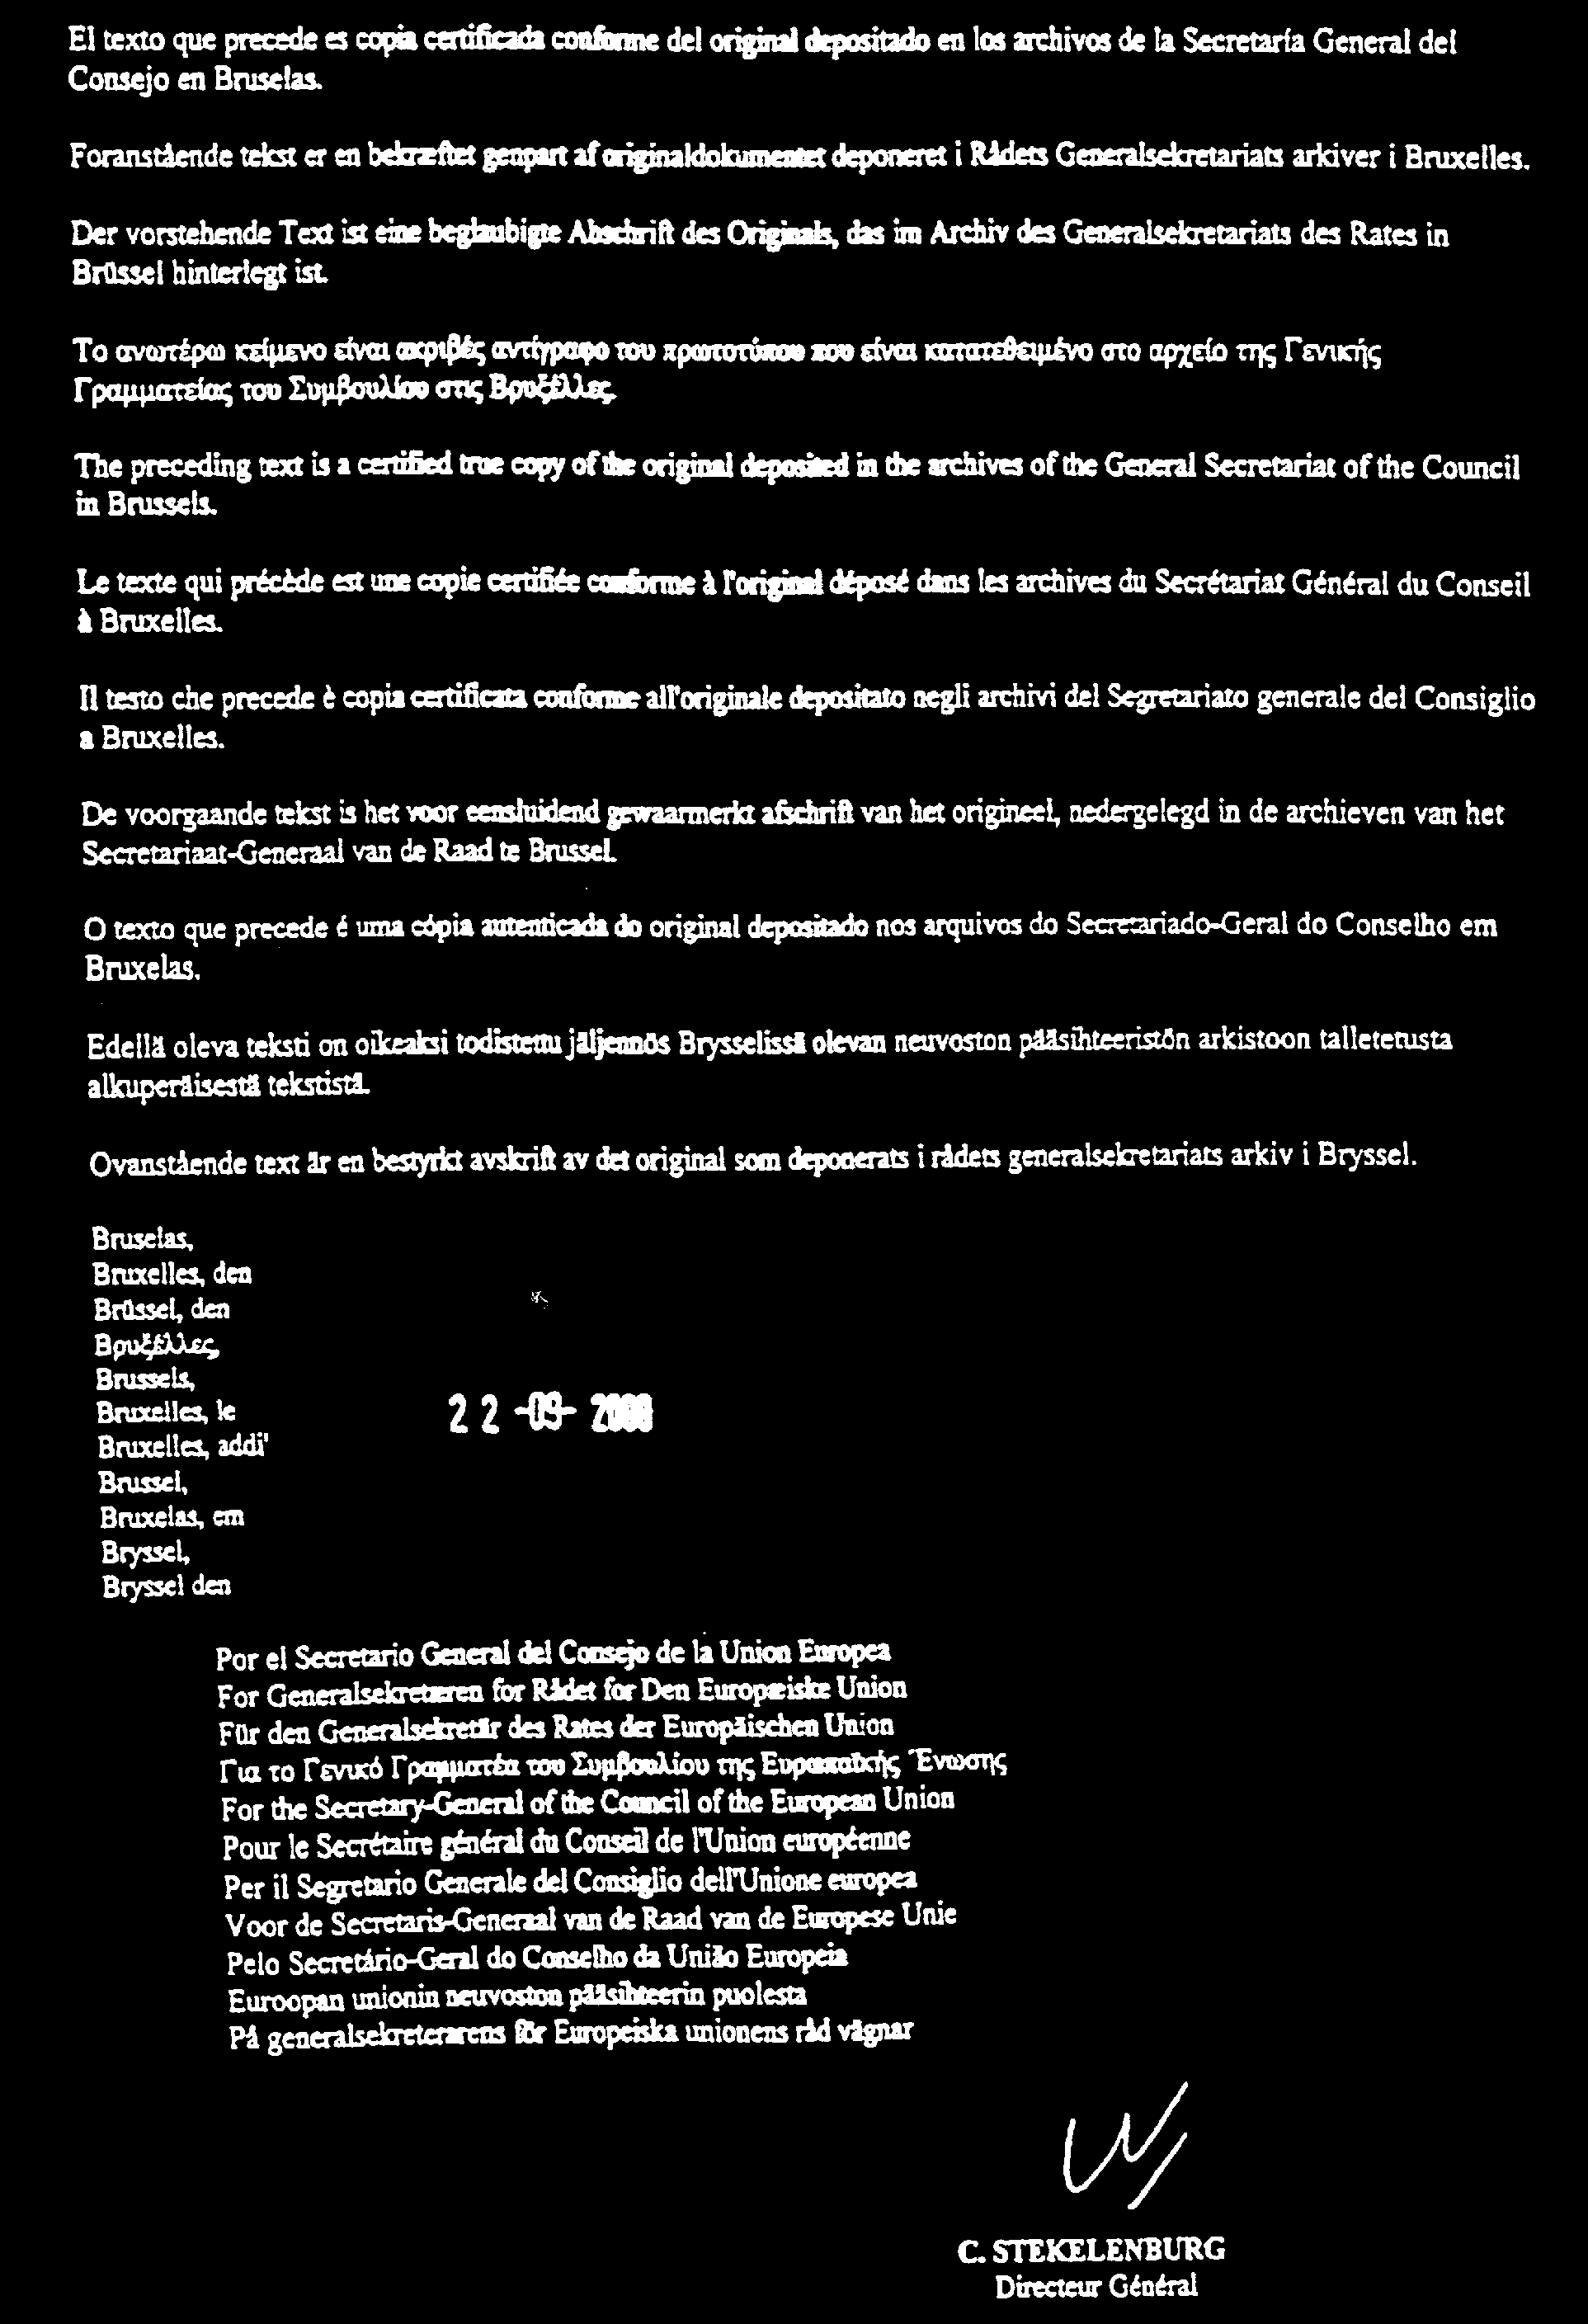 El texto que precede es copia certificada conforme del original depositado en los archivos de la Secretaría General del
Consejo en Bruselas.
Foranstående tekst er en bekræftet genpart af originaldokumentet deponeret i Rådets Generalsekretariats arkiver i Bruxelles.
Der vorstehende Text ist eine beglaubigte Abschrift des Originals, das im Archiv des Generalsekretariats des Rates in
Brüssel hinterlegt ist.
Το ανωτέρω κείμενο είναι ακριβές αντίγραφο του πρωτοτύπου που είναι κατατεθειμένο στο αρχείο της Γενικής
Γραμματείας του Συμβουλίου στις Βρυξέλλες.
The preceding text is a certified true copy of the original deposited in the archives of the General Secretariat of the Council
in Brussels.
Le texte qui précède est une copie certifiée conforme à l'original déposé dans les archives du Secrétariat Général du Conseil
à Bruxelles.
Il testo che precede è copia certificata conforme all'originale depositato negli archivi del Segretariato generale del Consiglio
a Bruxelles.
De voorgaande tekst is het voor eensluidend gewaarmerkt afschrift van het origineel, nedergelegd in de archieven van het
Secretariaat-Generaal van de Raad te Brussel.
O texto que precede é uma cópia autenticada do original depositado nos arquivos do Secretariado-Geral do Conselho em
Bruxelas.
Edellä oleva teksti on oikeaksi todistettu jäljennös Brysselissä olevan neuvoston pääsihteeristön arkistoon talletetusta
alkuperäisestä tekstistä.
Ovanstående text är en bestyrkt avskrift av det original som deponerats i rådets generalsekretariats arkiv i Bryssel.
Bruselas,
Bruxelles, den
Brüssel, den
Βρυξέλλες,
Brussels,
Bruxelles, le
Bruxelles, addi'
Brussel,
Bruxelas, em
Bryssel,
Bryssel den
22 -09-
Por el Secretario General del Consejo de la Union Europea
For Generalsekretæren for Rådet for Den Europæiske Union
Für den Generalsekretär des Rates der Europäischen Union
Για το Γενικό Γραμματέα του Συμβουλίου της Ευρωπαϊκής Ένωσης
For the Secretary-General of the Council of the European Union
Pour le Secrétaire général du Conseil de l'Union européenne
Per il Segretario Generale del Consiglio dell'Unione europea
Voor de Secretaris-Generaal van de Raad van de Europese Unie
Pelo Secretário-Geral do Conselho da União Europeia
Euroopan unionin neuvoston pääsihteerin puolesta
På generalsekreterarens för Europeiska unionens råd vägnar
C. STEKELENBURG
Directeur Général